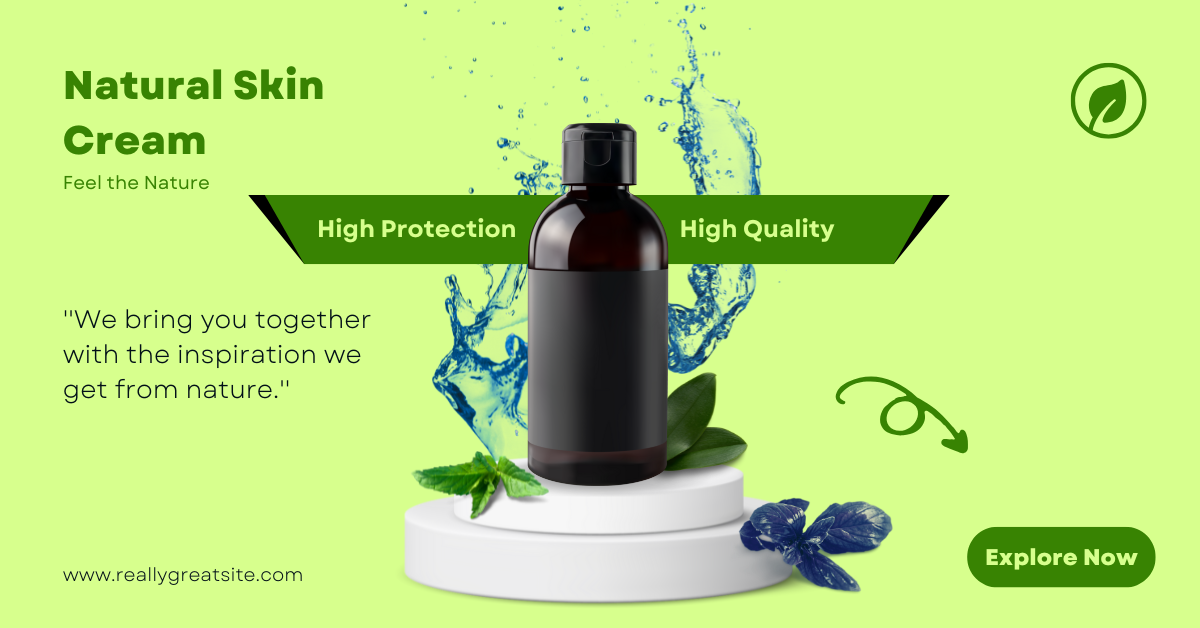 Natural Skin
Cream
Feel the Nature
High Protection
High Quality
"We bring you together
with the inspiration we
get from nature."
www.reallygreatsite.com
Explore Now